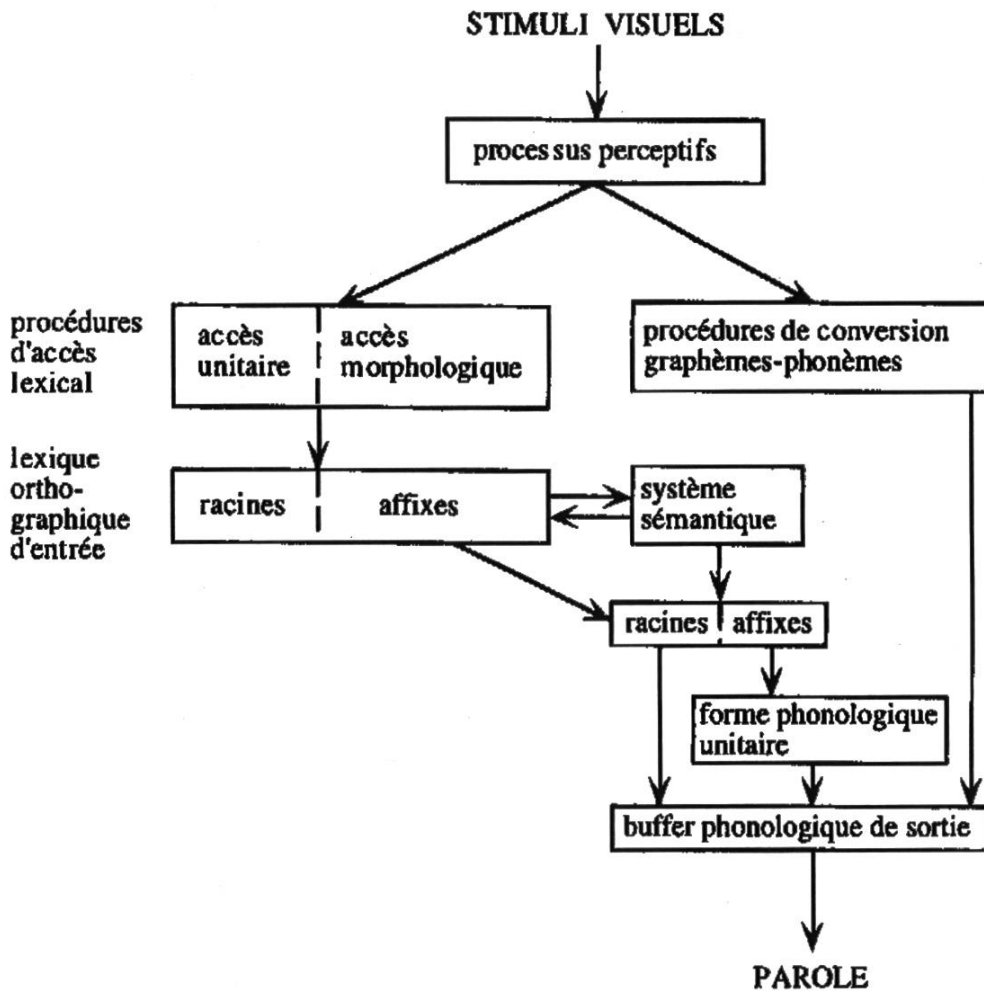 STIMULI VISUELS
processus perceptifs
procédures
d'accès
lexical
accès
unitaire
accès
morphologique
procédures de conversion
graphèmes-phonèmes
lexique
ortho-
graphique
d'entrée
racines
affixes
système
sémantique
racines
affixes
forme phonologique
unitaire
buffer phonologique de sortie
PAROLE